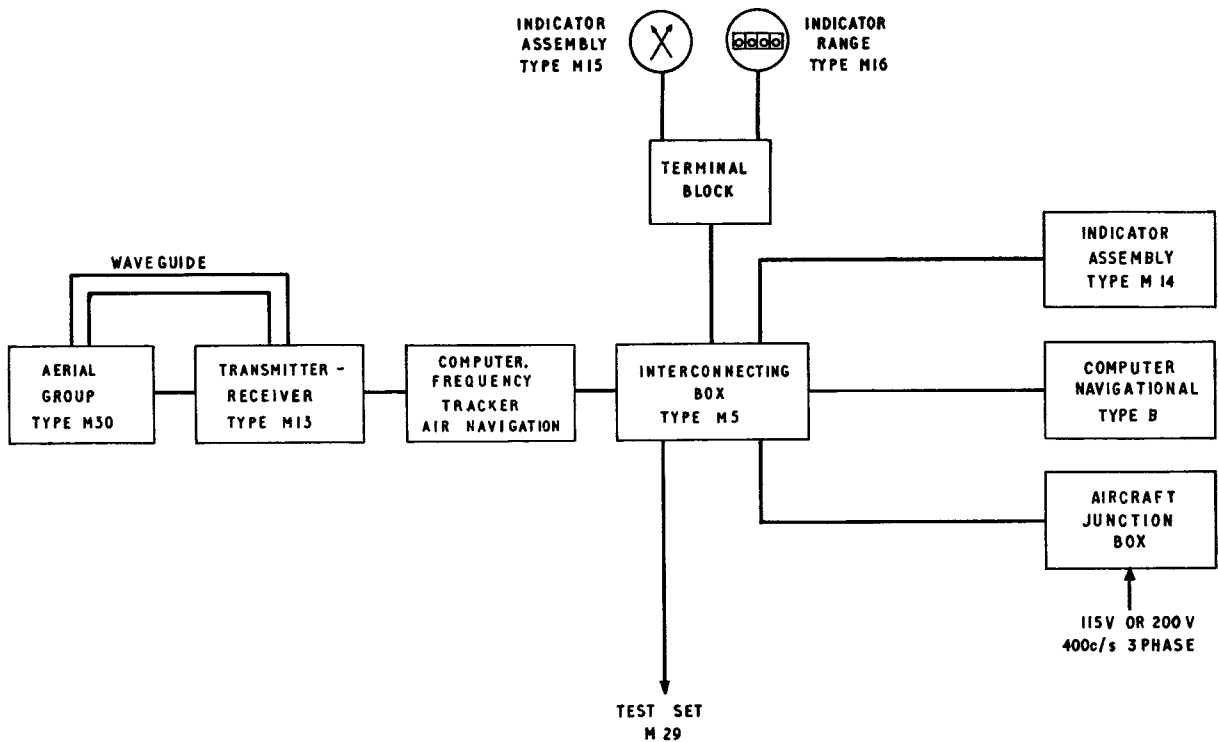 INDICATOR
ASSEMBLY
TYPE M15
INDICATOR
RANGE
TYPE M16
TERMINAL
BLOCK
INDICATOR
ASSEMBLY
TYPE M 14
WAVEGUIDE
AERIAL
GROUP
TYPE M30
TRANSMITTER -
RECEIVER
TYPE M13
COMPUTER.
FREQUENCY
TRACKER
AIR NAVIGATION
INTERCONNECTING
BOX
TYPE M5
COMPUTER
NAVIGATIONAL
TYPE B
AIRCRAFT
JUNCTION
BOX
115V OR 200V
400c/s 3 PHASE
TEST SET
M 29